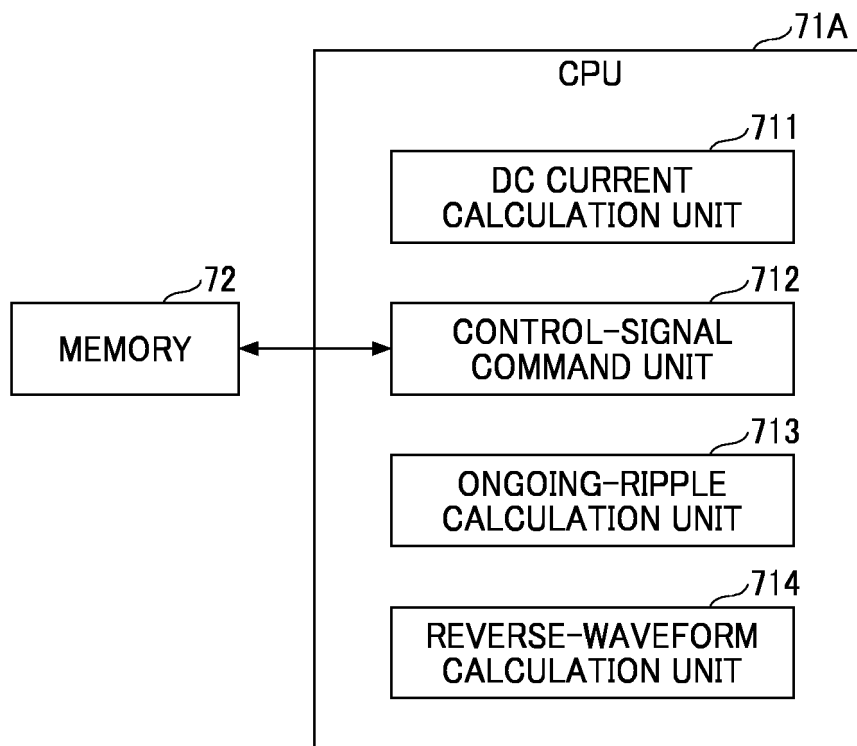 71A
CPU
711
DC CURRENT
CALCULATION UNIT
72
MEMORY
712
CONTROL-SIGNAL
COMMAND UNIT
713
ONGOING-RIPPLE
CALCULATION UNIT
714
REVERSE-WAVEFORM
CALCULATION UNIT